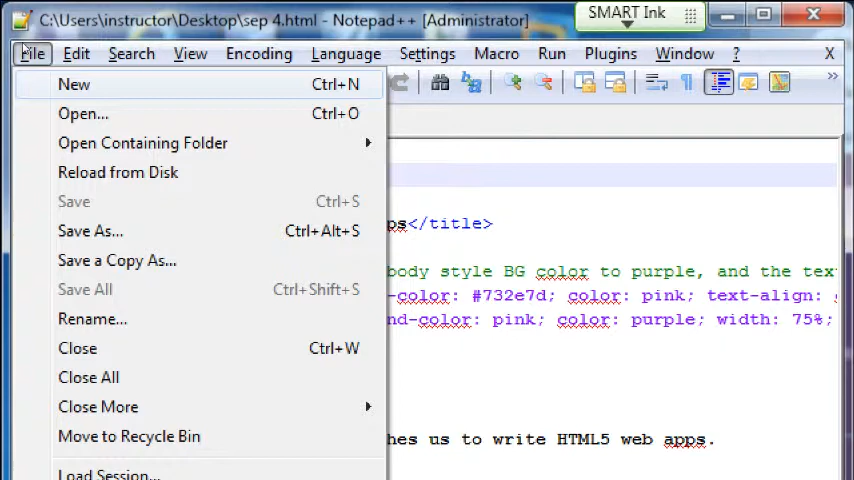 C:\Users\instructor\Desktop\sep 4.html - Notepad++ [Administrator]
SMART Ink
File Edit Search View Encoding Language Settings Macro Run Plugins Window ? X
New Ctrl+N
Open... Ctrl+O
Open Containing Folder
Reload from Disk
Save Ctrl+S
ps</title>
Save As... Ctrl+Alt+S
Save a Copy As...
body style BG color to purple, and the tex
Save All Ctrl+Shift+S
-color: #732e7d; color: pink; text-align:
Rename...
nd-color: pink; color: purple; width: 75%;
Close Ctrl+W
Close All
Close More
Move to Recycle Bin
hes us to write HTML5 web apps.
Load Session...